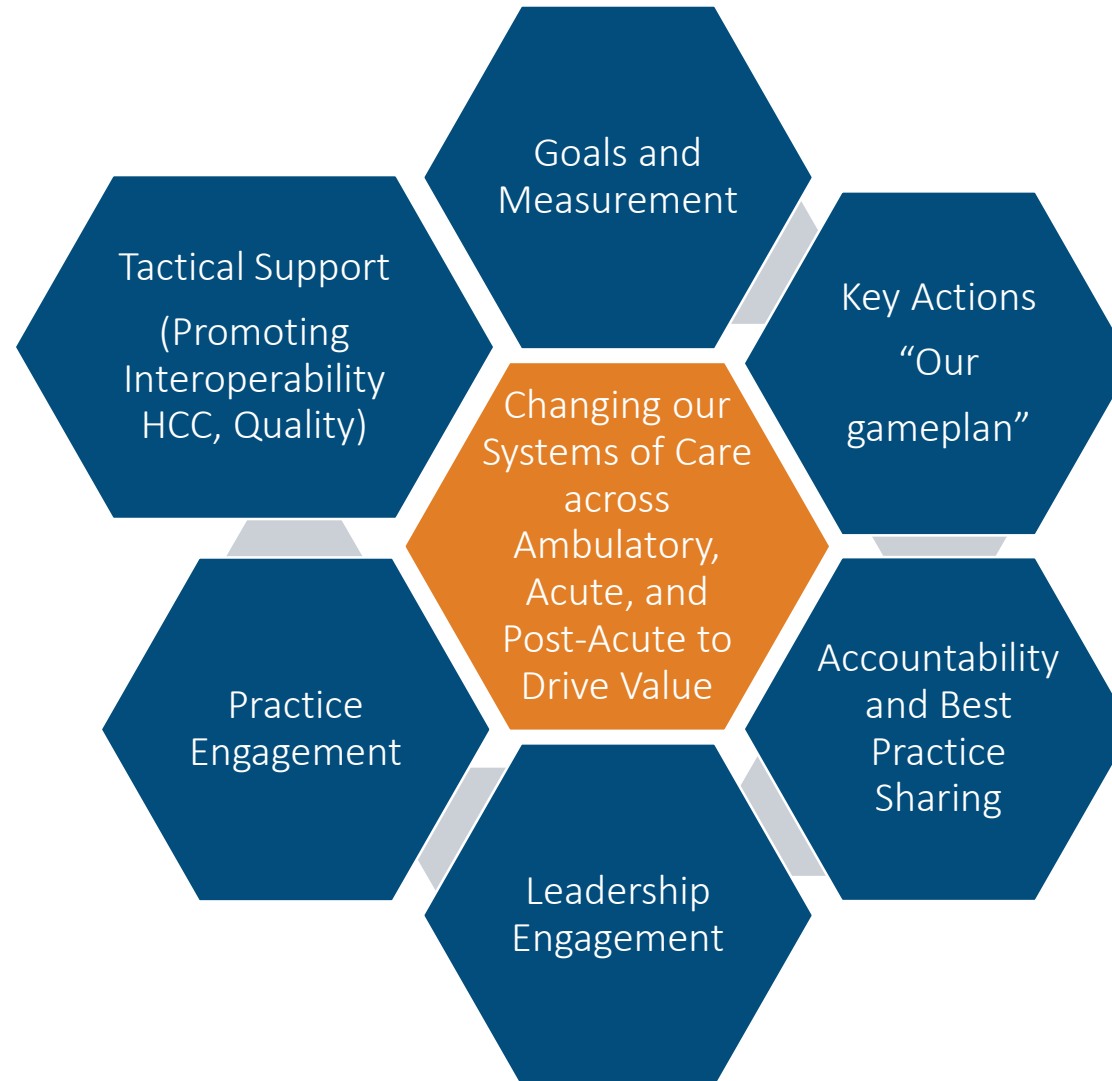 Goals and
Measurement
Key Actions
“Our
gameplan”
Accountability
and Best
Practice
Sharing
Leadership
Engagement
Practice
Engagement
Tactical Support
(Promoting
Interoperability
HCC, Quality)
Changing our
Systems of Care
across
Ambulatory,
Acute, and
Post-Acute to
Drive Value